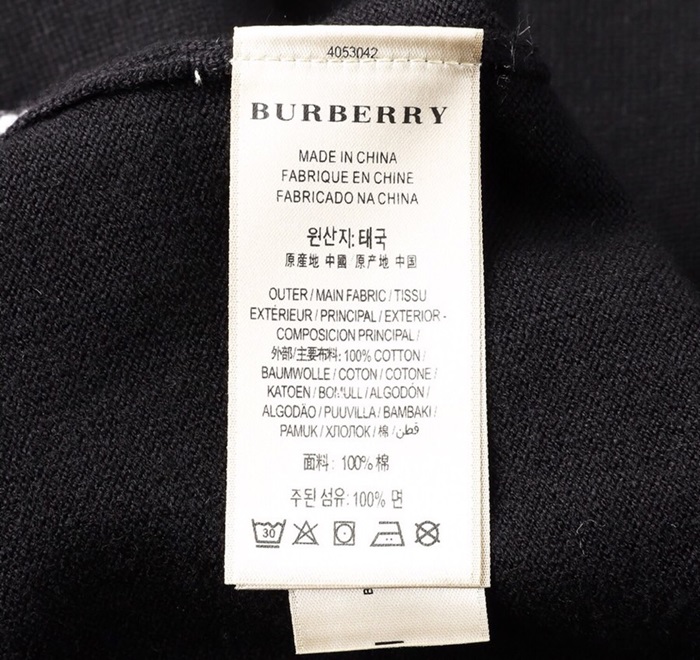 4053042
BURBERRY
MADE IN CHINA
FABRIQUE EN CHINE
FABRICADO NA CHINA
원산지: 태국
原産地 中國 / 原产地 中国
OUTER / MAIN FABRIC / TISSU
EXTÉRIEUR / PRINCIPAL / EXTERIOR -
COMPOSICION PRINCIPAL /
外部/主要布料: 100% COTTON /
BAUMWOLLE / COTON / COTONE /
KATOEN / BOMULL / ALGODÓN /
ALGODÃO / PUUVILLA / BAMBAKI /
PAMUK / ХЛОПОК / 棉 / قطن
面料: 100% 棉
주된 섬유: 100% 면
30
B